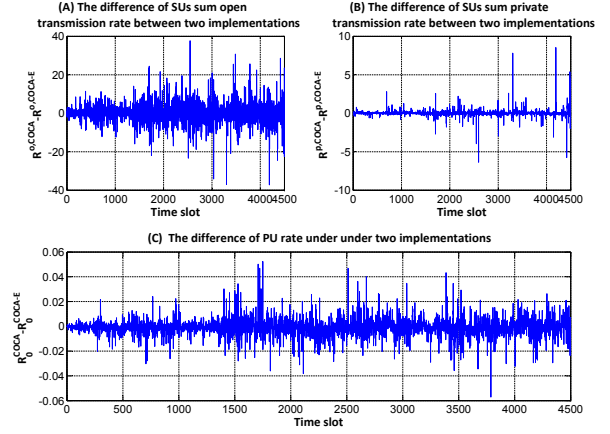 (A) The difference of SUs sum open
transmission rate between two implementations
40
20
0
-20
-40
R^{o,COCA}-R^{o,COCA-E}
0 1000 2000 3000 4000 4500
Time slot
(B) The difference of SUs sum private
transmission rate between two implementations
10
5
0
-5
-10
R^{p,COCA}-R^{p,COCA-E}
0 1000 2000 3000 4000 4500
Time slot
(C) The difference of PU rate under under two implementations
0.06
0.04
0.02
0
-0.02
-0.04
-0.06
R_0^{COCA}-R_0^{COCA-E}
0 500 1000 1500 2000 2500 3000 3500 4000 4500
Time slot